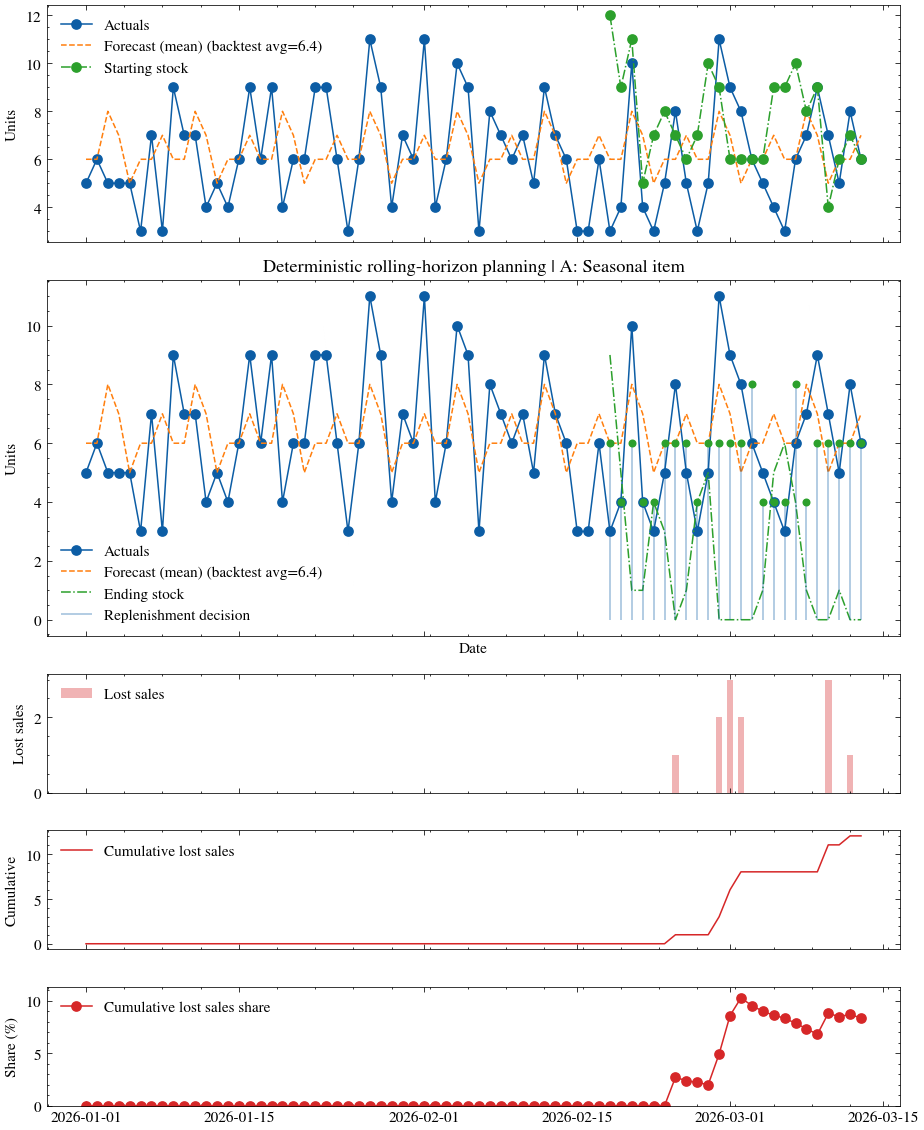 12
10
8
6
4
Units
Actuals
Forecast (mean) (backtest avg=6.4)
Starting stock
Deterministic rolling-horizon planning | A: Seasonal item
10
8
6
4
2
0
Units
Actuals
Forecast (mean) (backtest avg=6.4)
Ending stock
Replenishment decision
Date
2
0
Lost sales
Lost sales
10
5
0
Cumulative
Cumulative lost sales
10
5
0
Share (%)
Cumulative lost sales share
2026-01-01 2026-01-15 2026-02-01 2026-02-15 2026-03-01 2026-03-15